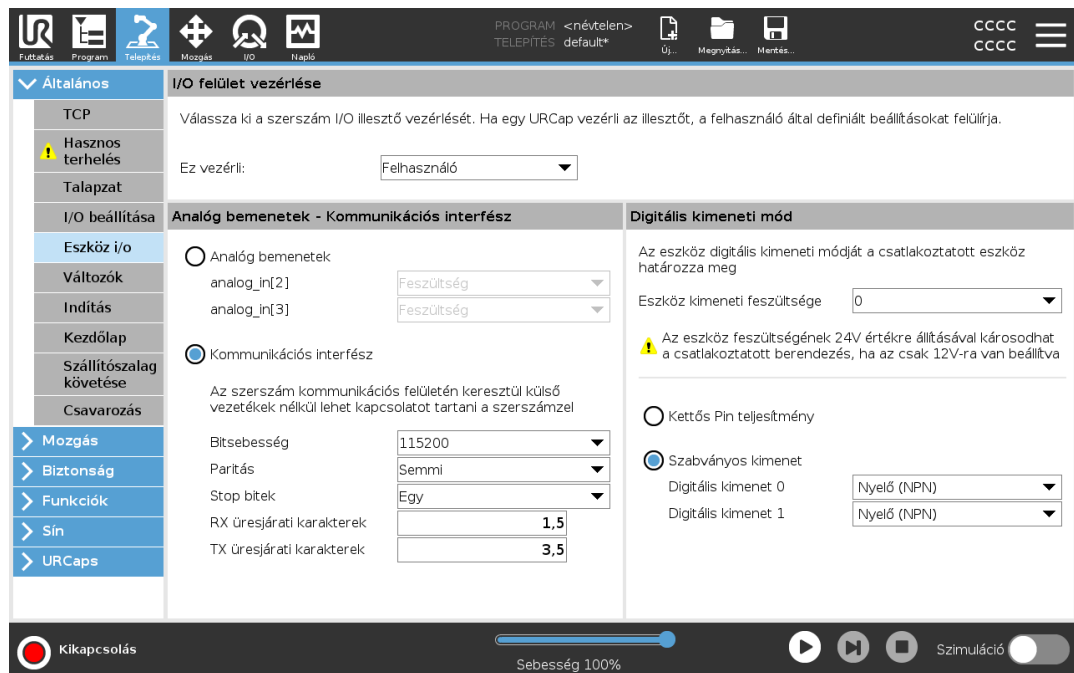 PROGRAM <névtelen>
TELEPÍTÉS default*
CCCC
CCCC
Futtatás
Program
Telepítés
Mozgás
I/O
Napló
Új...
Megnyitás...
Mentés...
Általános
TCP
Hasznos
terhelés
Talapzat
I/O beállítása
Eszköz i/o
Változók
Indítás
Kezdőlap
Szállítószalag
követése
Csavarozás
Mozgás
Biztonság
Funkciók
Sín
URCaps
I/O felület vezérlése
Válassza ki a szerszám I/O illesztő vezérlését. Ha egy URCap vezérli az illesztőt, a felhasználó által definiált beállításokat felülírja.
Ez vezérli: Felhasználó
Analóg bemenetek - Kommunikációs interfész
Analóg bemenetek
analog_in[2] Feszültség
analog_in[3] Feszültség
Kommunikációs interfész
Az szerszám kommunikációs felületén keresztül külső
vezetékek nélkül lehet kapcsolatot tartani a szerszámzel
Bitsebesség 115200
Paritás Semmi
Stop bitek Egy
RX üresjárati karakterek 1,5
TX üresjárati karakterek 3,5
Digitális kimeneti mód
Az eszköz digitális kimeneti módját a csatlakoztatott eszköz
határozza meg
Eszköz kimeneti feszültsége 0
Az eszköz feszültségének 24V értékre állításával károsodhat
a csatlakoztatott berendezés, ha az csak 12V-ra van beállítva
Kettős Pin teljesítmény
Szabványos kimenet
Digitális kimenet 0 Nyelő (NPN)
Digitális kimenet 1 Nyelő (NPN)
Kikapcsolás
Sebesség 100%
Szimuláció